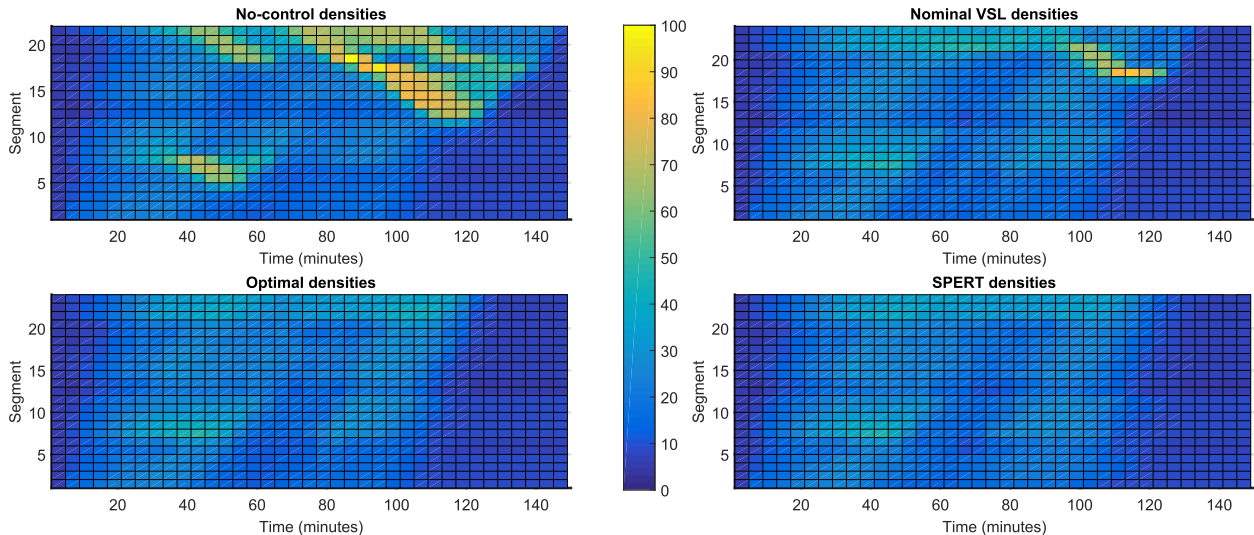 No-control densities
Segment
20
15
10
5
20 40 60 80 100 120 140
Time (minutes)
100
90
80
70
60
50
40
30
20
10
0
Nominal VSL densities
Segment
20
15
10
5
20 40 60 80 100 120 140
Time (minutes)
Optimal densities
Segment
20
15
10
5
20 40 60 80 100 120 140
Time (minutes)
SPERT densities
Segment
20
15
10
5
20 40 60 80 100 120 140
Time (minutes)